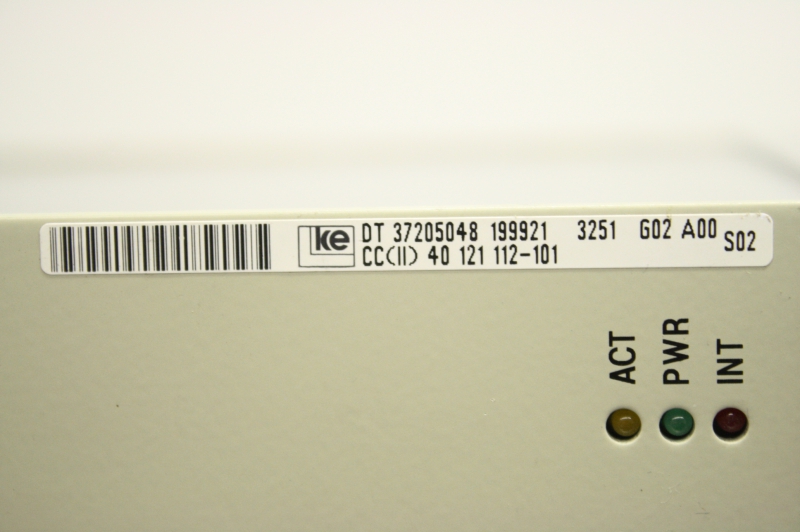 ke DT 37205048 199921 3251 G02 A00 S02
CC(II) 40 121 112-101
ACT PWR INT